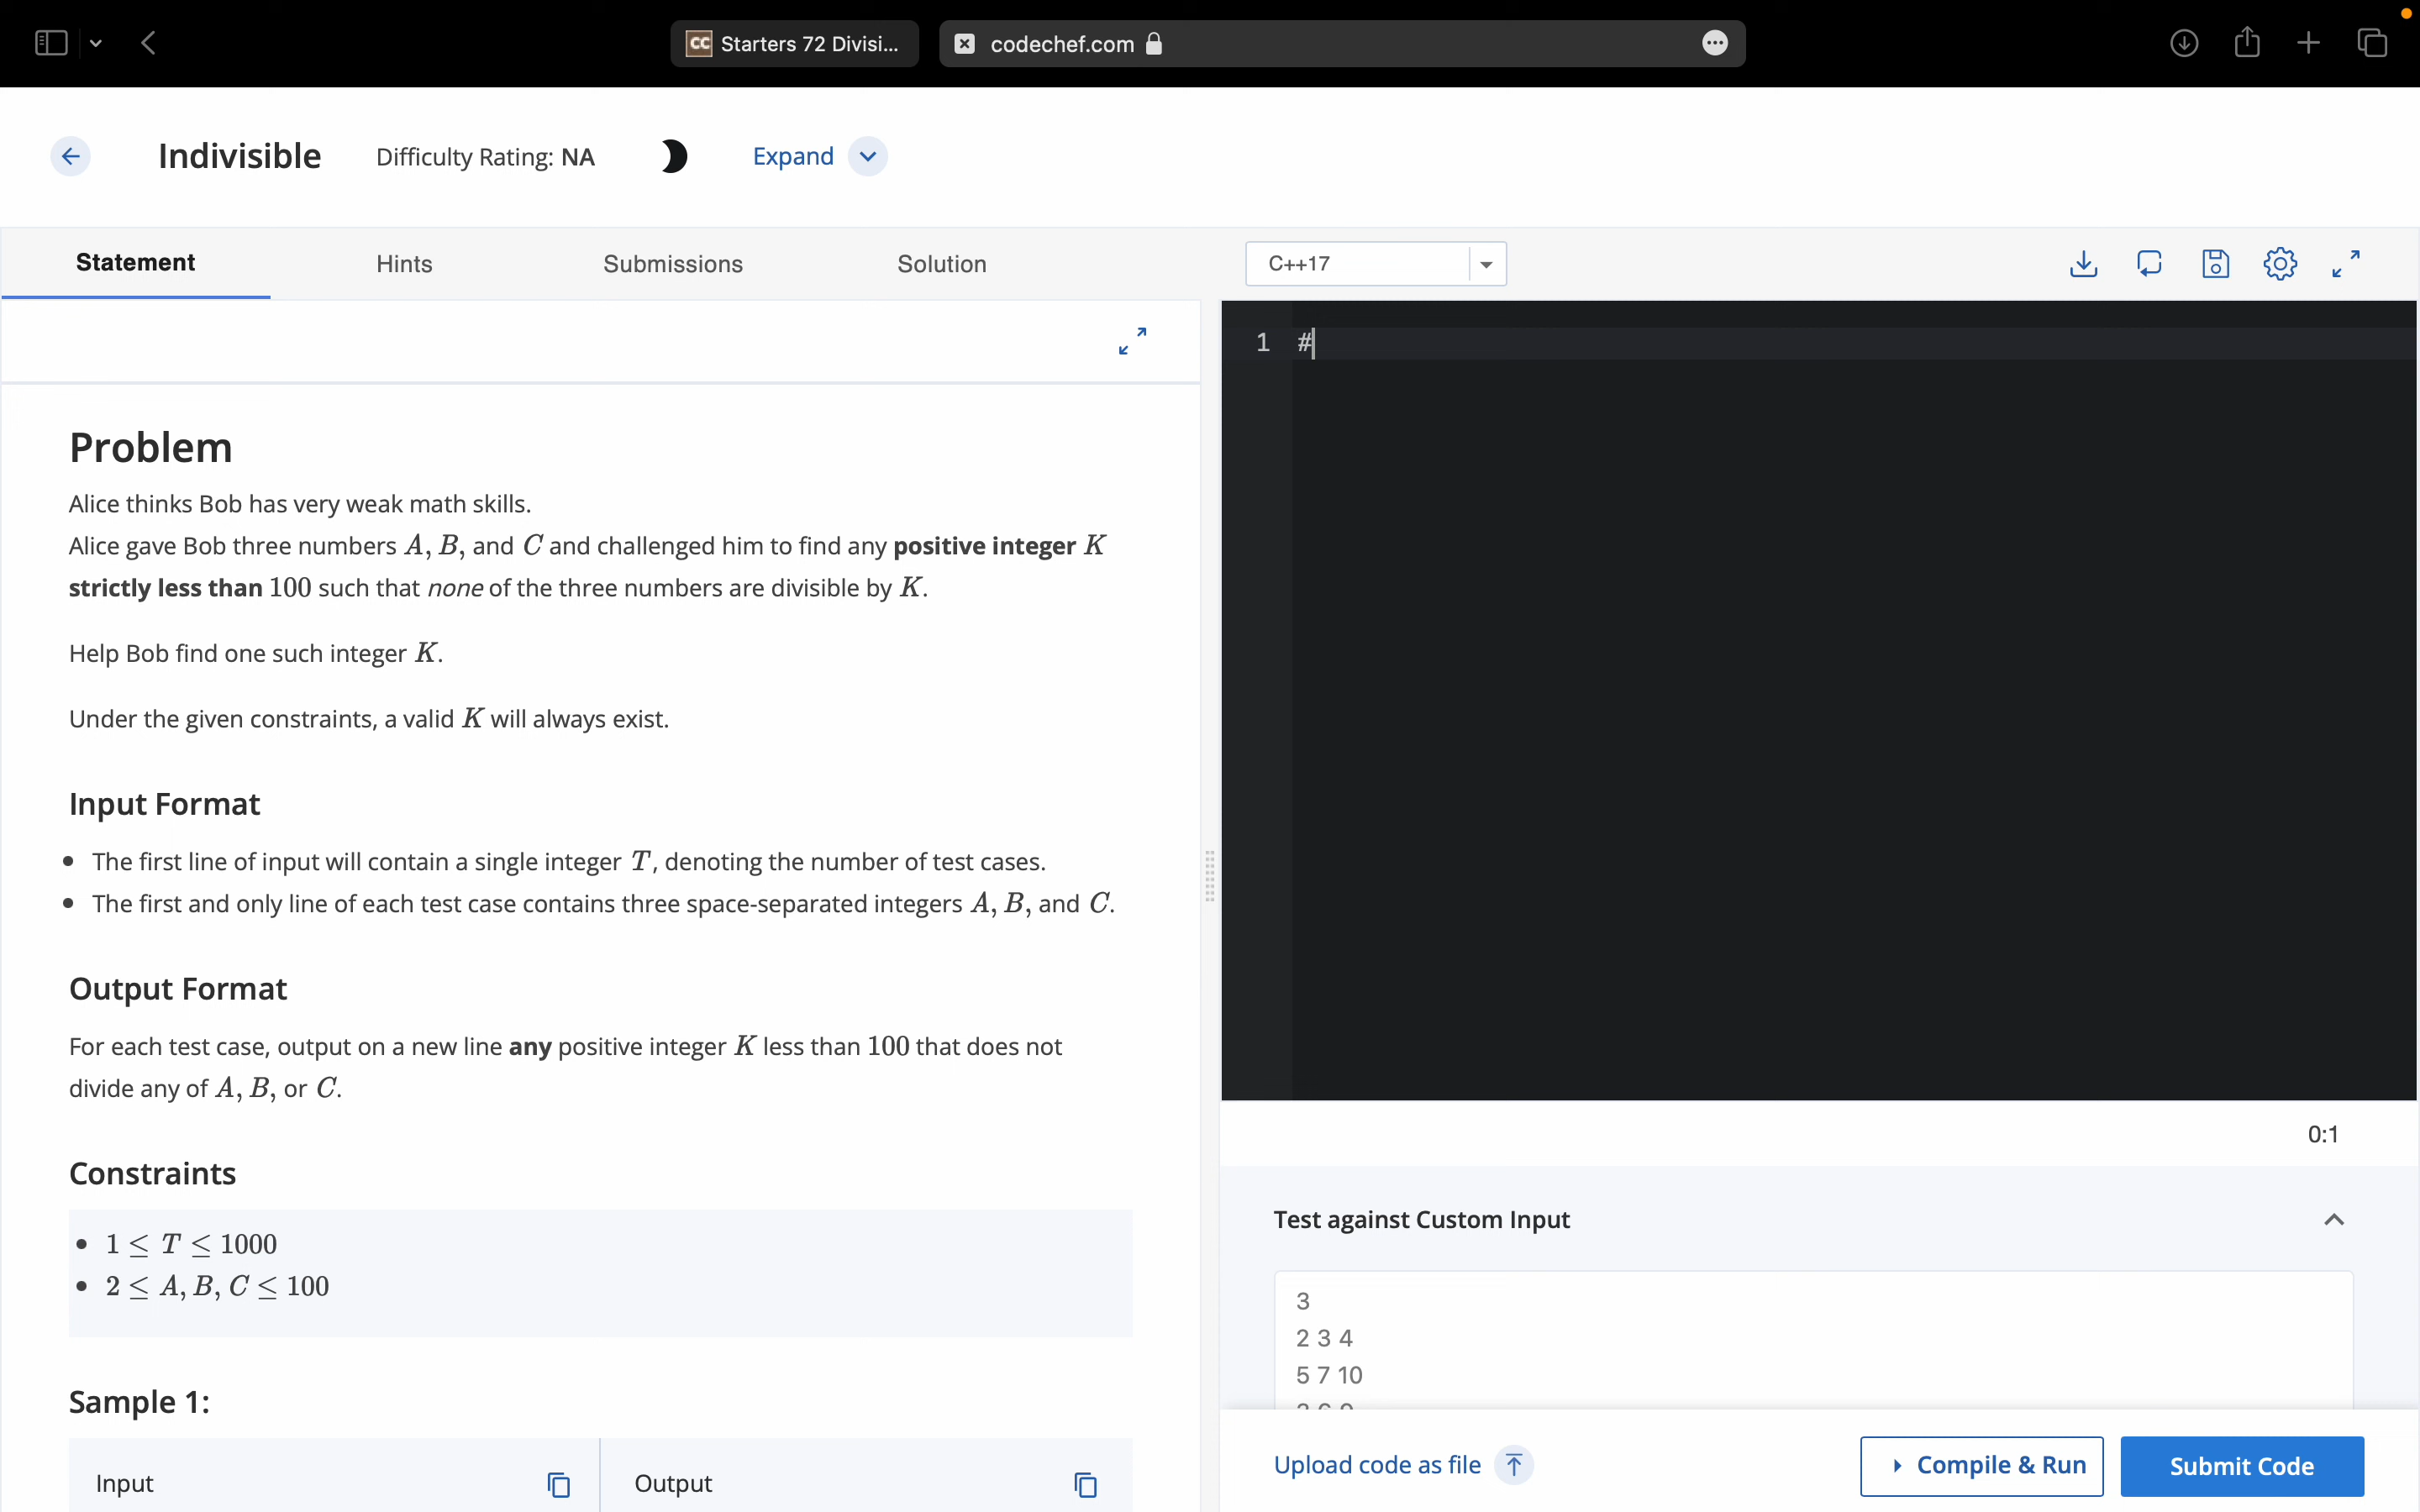 Starters 72 Divisi...
codechef.com
Indivisible
Difficulty Rating: NA
Expand
Statement
Hints
Submissions
Solution
C++17
1 #
Problem
Alice thinks Bob has very weak math skills.
Alice gave Bob three numbers A, B, and C and challenged him to find any positive integer K
strictly less than 100 such that none of the three numbers are divisible by K.
Help Bob find one such integer K.
Under the given constraints, a valid K will always exist.
Input Format
• The first line of input will contain a single integer T, denoting the number of test cases.
• The first and only line of each test case contains three space-separated integers A, B, and C.
Output Format
For each test case, output on a new line any positive integer K less than 100 that does not
divide any of A, B, or C.
Constraints
• 1 ≤ T ≤ 1000
• 2 ≤ A, B, C ≤ 100
Sample 1:
Input
Output
0:1
Test against Custom Input
3
2 3 4
5 7 10
Upload code as file
Compile & Run
Submit Code